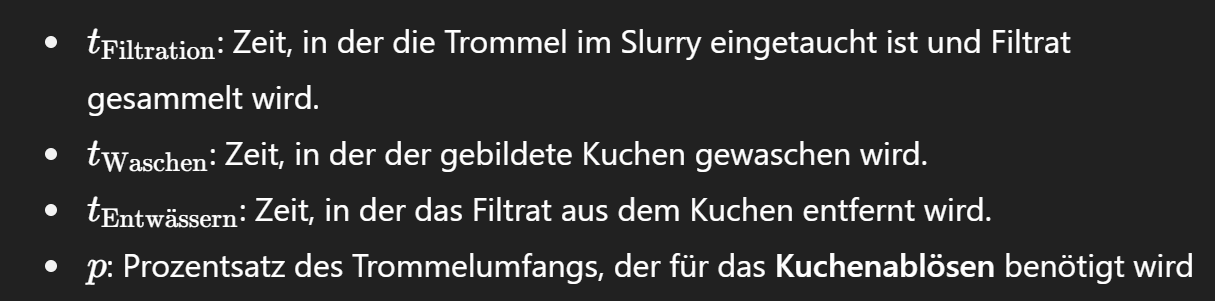 • t_Filtration: Zeit, in der die Trommel im Slurry eingetaucht ist und Filtrat
gesammelt wird.
• t_Waschen: Zeit, in der der gebildete Kuchen gewaschen wird.
• t_Entwässern: Zeit, in der das Filtrat aus dem Kuchen entfernt wird.
• p: Prozentsatz des Trommelumfangs, der für das Kuchenablösen benötigt wird